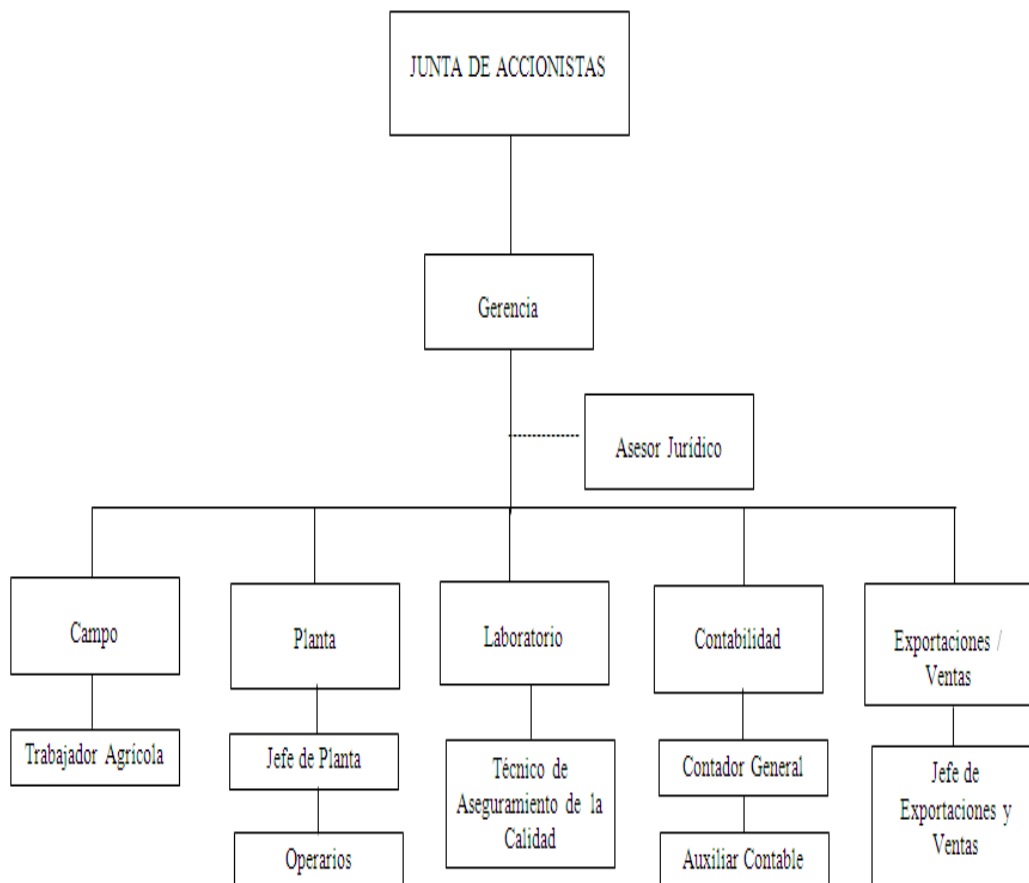 JUNTA DE ACCIONISTAS
Gerencia
Asesor Jurídico
Campo
Planta
Laboratorio
Contabilidad
Exportaciones /
Ventas
Trabajador Agrícola
Jefe de Planta
Operarios
Técnico de
Aseguramiento de la
Calidad
Contador General
Auxiliar Contable
Jefe de
Exportaciones y
Ventas